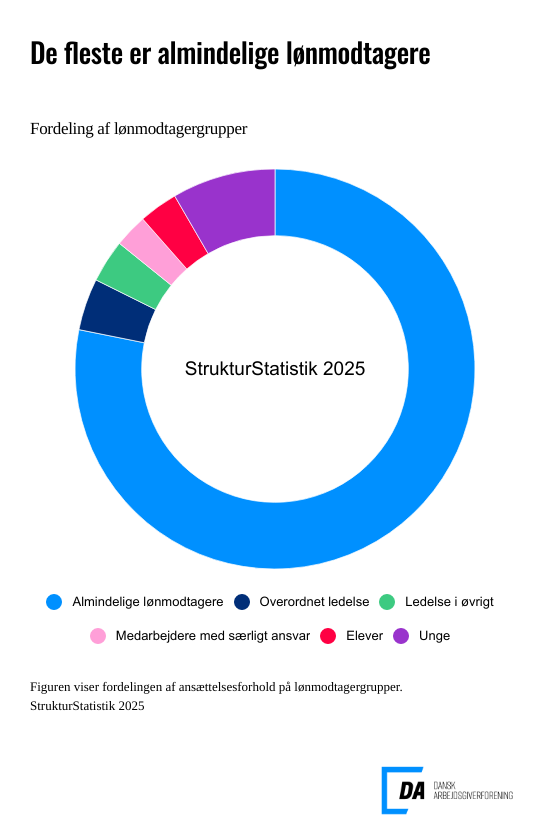 De fleste er almindelige lønmodtagere
Fordeling af lønmodtagergrupper
StrukturStatistik 2025
Almindelige lønmodtagere Overordnet ledelse Ledelse i øvrigt
Medarbejdere med særligt ansvar Elever Unge
Figuren viser fordelingen af ansættelsesforhold på lønmodtagergrupper.
StrukturStatistik 2025
DA DANSK
ARBEJDSGIVERFORENING